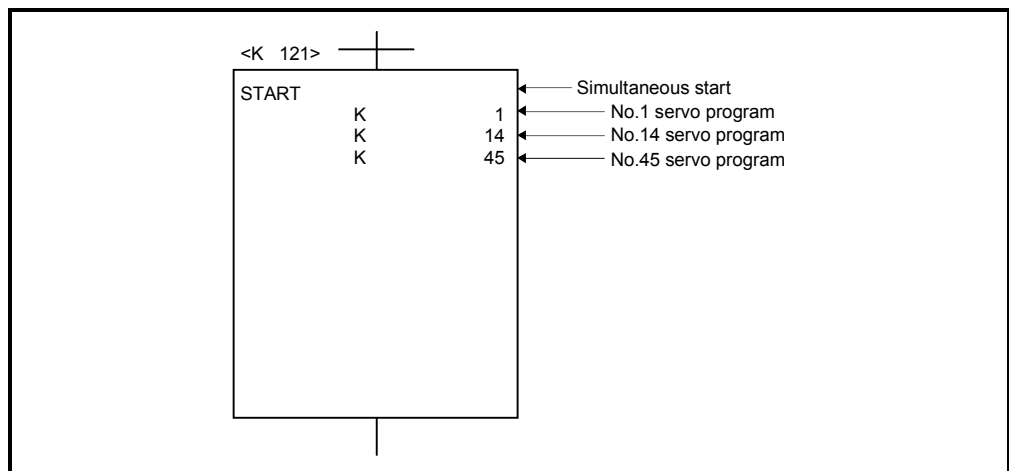 <K 121>
START Simultaneous start
K 1 No.1 servo program
K 14 No.14 servo program
K 45 No.45 servo program